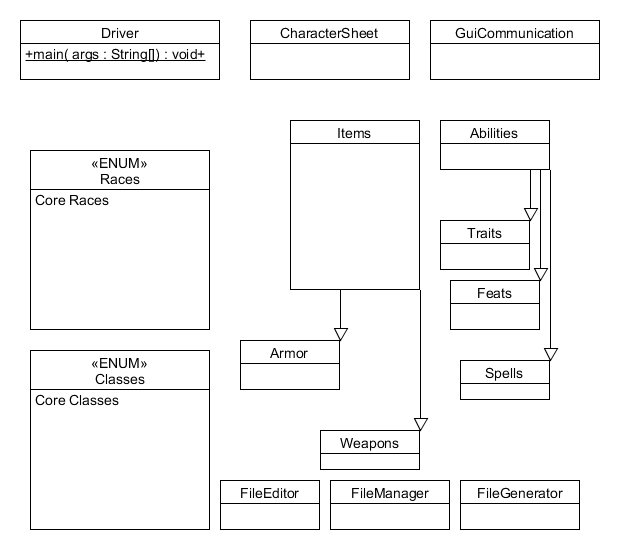 Driver
+main( args : String[]) : void+
CharacterSheet
GuiCommunication
Items
Abilities
«ENUM»
Races
Core Races
Traits
Feats
Armor
«ENUM»
Classes
Core Classes
Spells
Weapons
FileEditor
FileManager
FileGenerator